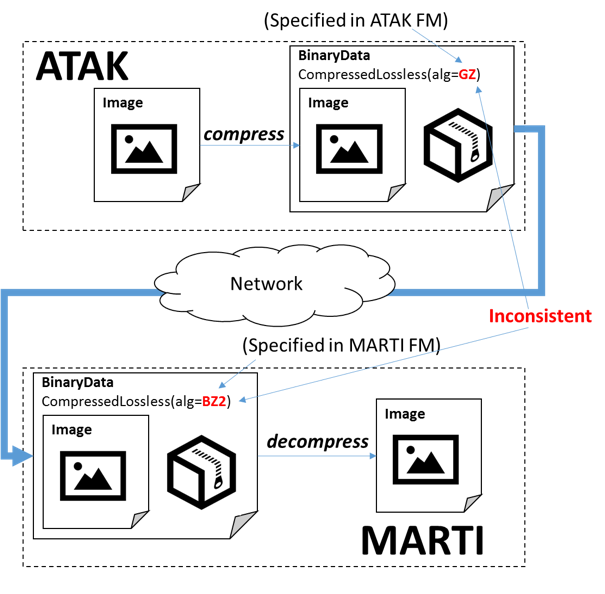 (Specified in ATAK FM)
ATAK
BinaryData
CompressedLossless(alg=GZ)
Image
compress
Image
Network
Inconsistent
(Specified in MARTI FM)
BinaryData
CompressedLossless(alg=BZ2)
Image
decompress
Image
MARTI